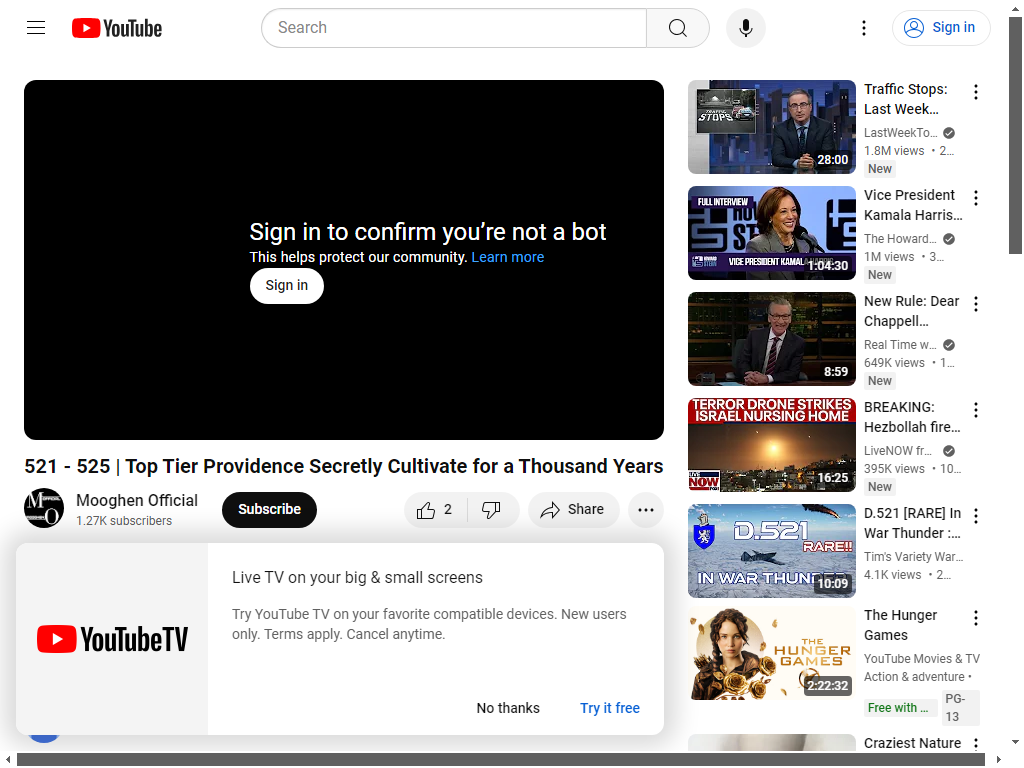 YouTube
Search
Sign in
Sign in to confirm you’re not a bot
This helps protect our community. Learn more
Sign in
521 - 525 | Top Tier Providence Secretly Cultivate for a Thousand Years
Mooghen Official
1.27K subscribers
Subscribe
2
Share
YouTubeTV
Live TV on your big & small screens
Try YouTube TV on your favorite compatible devices. New users
only. Terms apply. Cancel anytime.
No thanks
Try it free
TRAFFIC
STOPS
28:00
Traffic Stops:
Last Week…
LastWeekTo…
1.8M views • 2…
New
FULL INTERVIEW
VICE PRESIDENT KAMALA HARRIS
1:04:30
Vice President
Kamala Harris…
The Howard…
1M views • 3…
New
8:59
New Rule: Dear
Chappell…
Real Time w…
649K views • 1…
New
TERROR DRONE STRIKES
ISRAEL NURSING HOME
LIVE
NOW
16:25
BREAKING:
Hezbollah fire…
LiveNOW fr…
395K views • 10…
New
D.521
RARE!!
IN WAR THUNDER
10:09
D.521 [RARE] In
War Thunder :…
Tim's Variety War…
4.1K views • 2…
THE
HUNGER
GAMES
2:22:32
The Hunger
Games
YouTube Movies & TV
Action & adventure •
Free with …
PG-
13
Craziest Nature